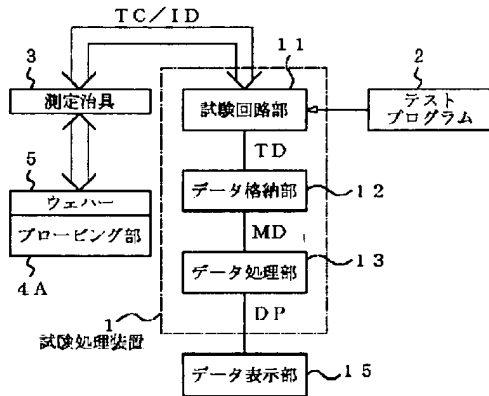 TC/ID
3
測定治具
11
試験回路部
2
テスト
プログラム
TD
5
ウェハー
プロービング部
4A
データ格納部
12
MD
データ処理部
13
1
試験処理装置
DP
データ表示部
15